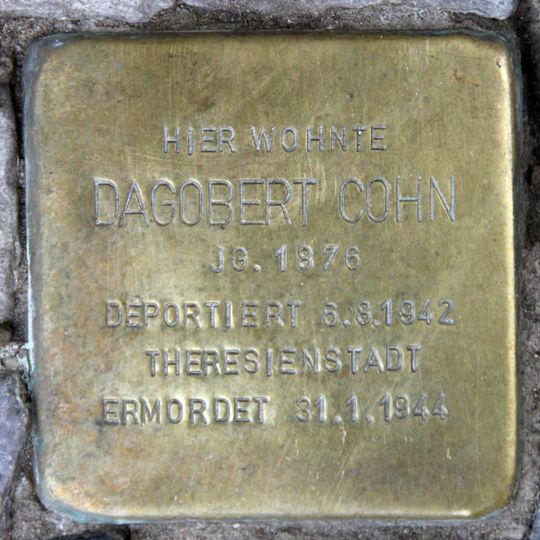 HIER WOHNTE
DAGOBERT COHN
JG. 1876
DEPORTIERT 6.8.1942
THERESIENSTADT
ERMORDET 31.1.1944